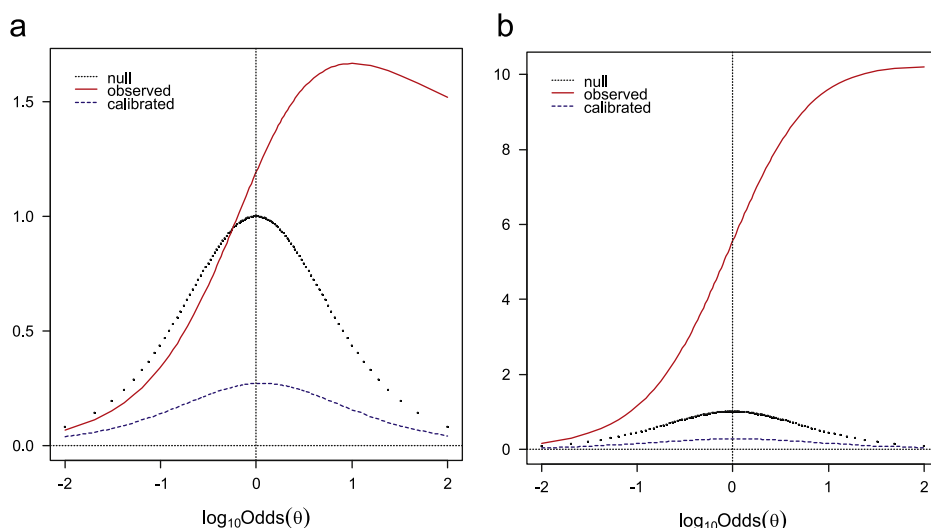 a
null
observed
calibrated
1.5
1.0
0.5
0.0
-2
-1
0
1
2
log10Odds(θ)
b
null
observed
calibrated
10
8
6
4
2
0
-2
-1
0
1
2
log10Odds(θ)